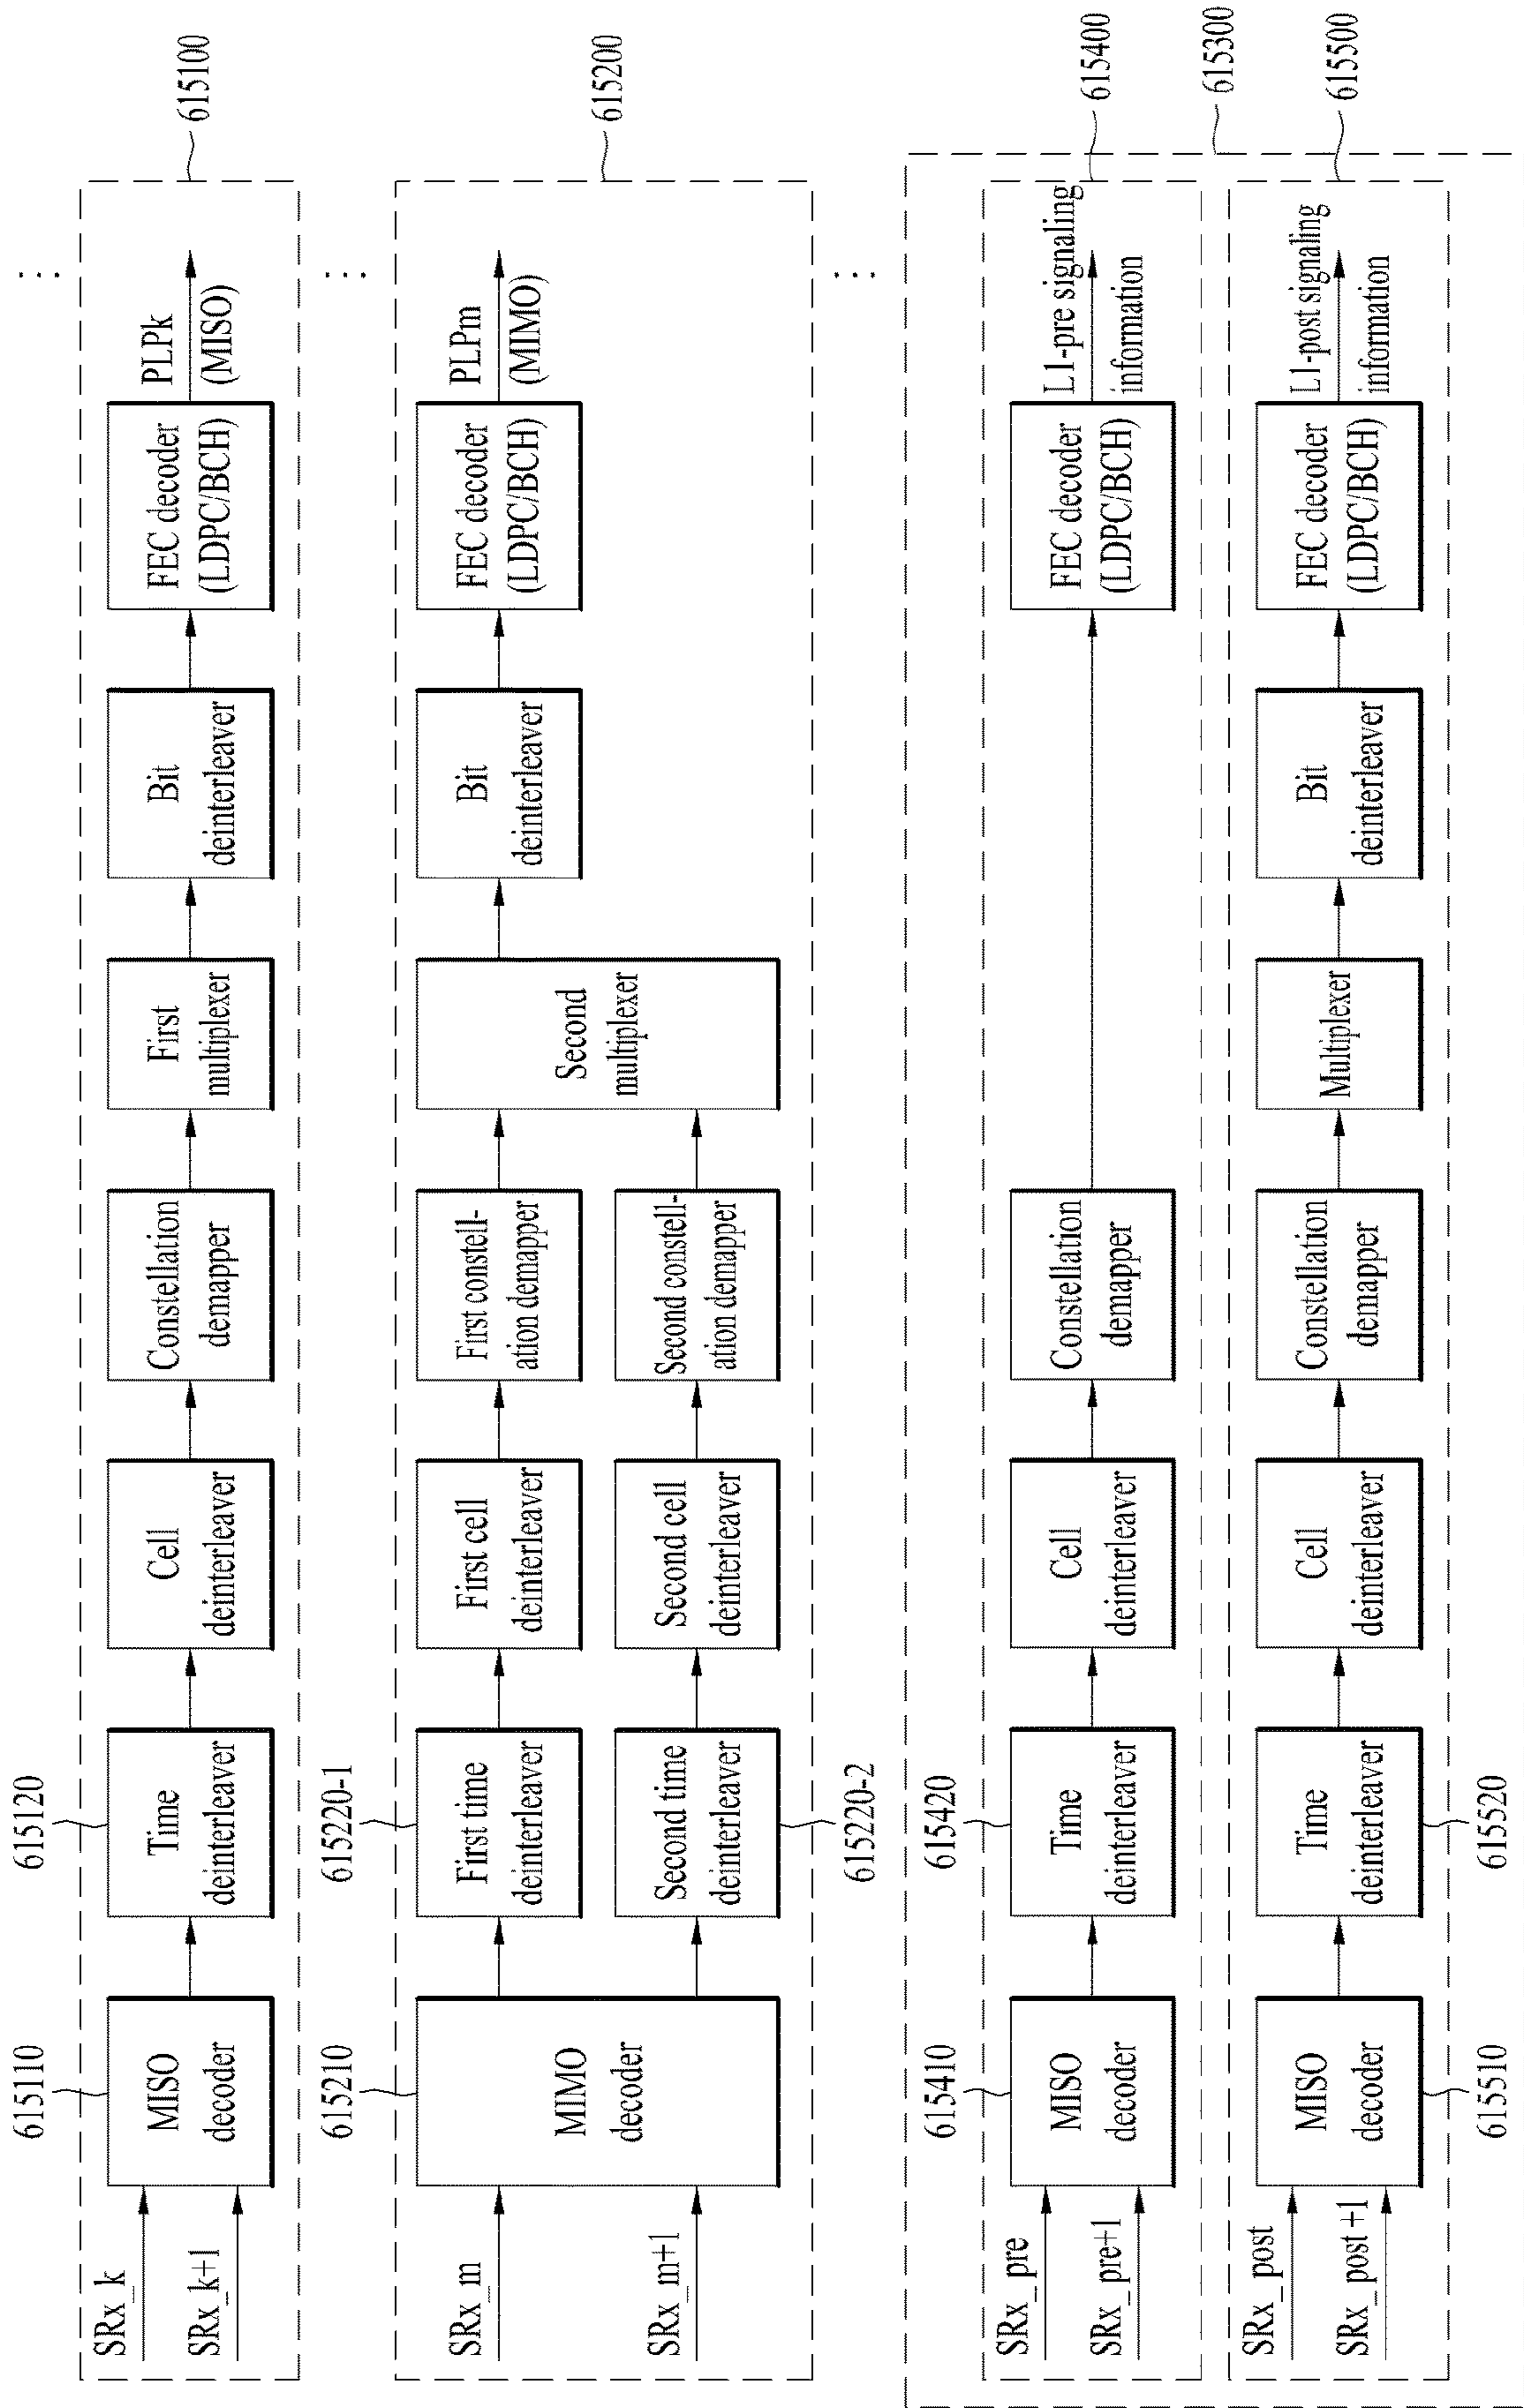 615100
615110
615120
SRx_k
SRx_k+1
MISO
decoder
Time
deinterleaver
Cell
deinterleaver
Constellation
demapper
First
multiplexer
Bit
deinterleaver
FEC decoder
(LDPC/BCH)
PLPk
(MISO)
...
615200
615210
615220-1
SRx_m
SRx_m+1
MIMO
decoder
First time
deinterleaver
First cell
deinterleaver
First constell-
ation demapper
Second time
deinterleaver
Second cell
deinterleaver
Second constell-
ation demapper
Second
multiplexer
Bit
deinterleaver
FEC decoder
(LDPC/BCH)
PLPm
(MIMO)
...
615220-2
...
615300
615400
615410
615420
SRx_pre
SRx_pre+1
MISO
decoder
Time
deinterleaver
Cell
deinterleaver
Constellation
demapper
FEC decoder
(LDPC/BCH)
L1-pre signaling
information
615500
SRx_post
SRx_post +1
MISO
decoder
Time
deinterleaver
Cell
deinterleaver
Constellation
demapper
Multiplexer
Bit
deinterleaver
FEC decoder
(LDPC/BCH)
L1-post signaling
information
615510
615520